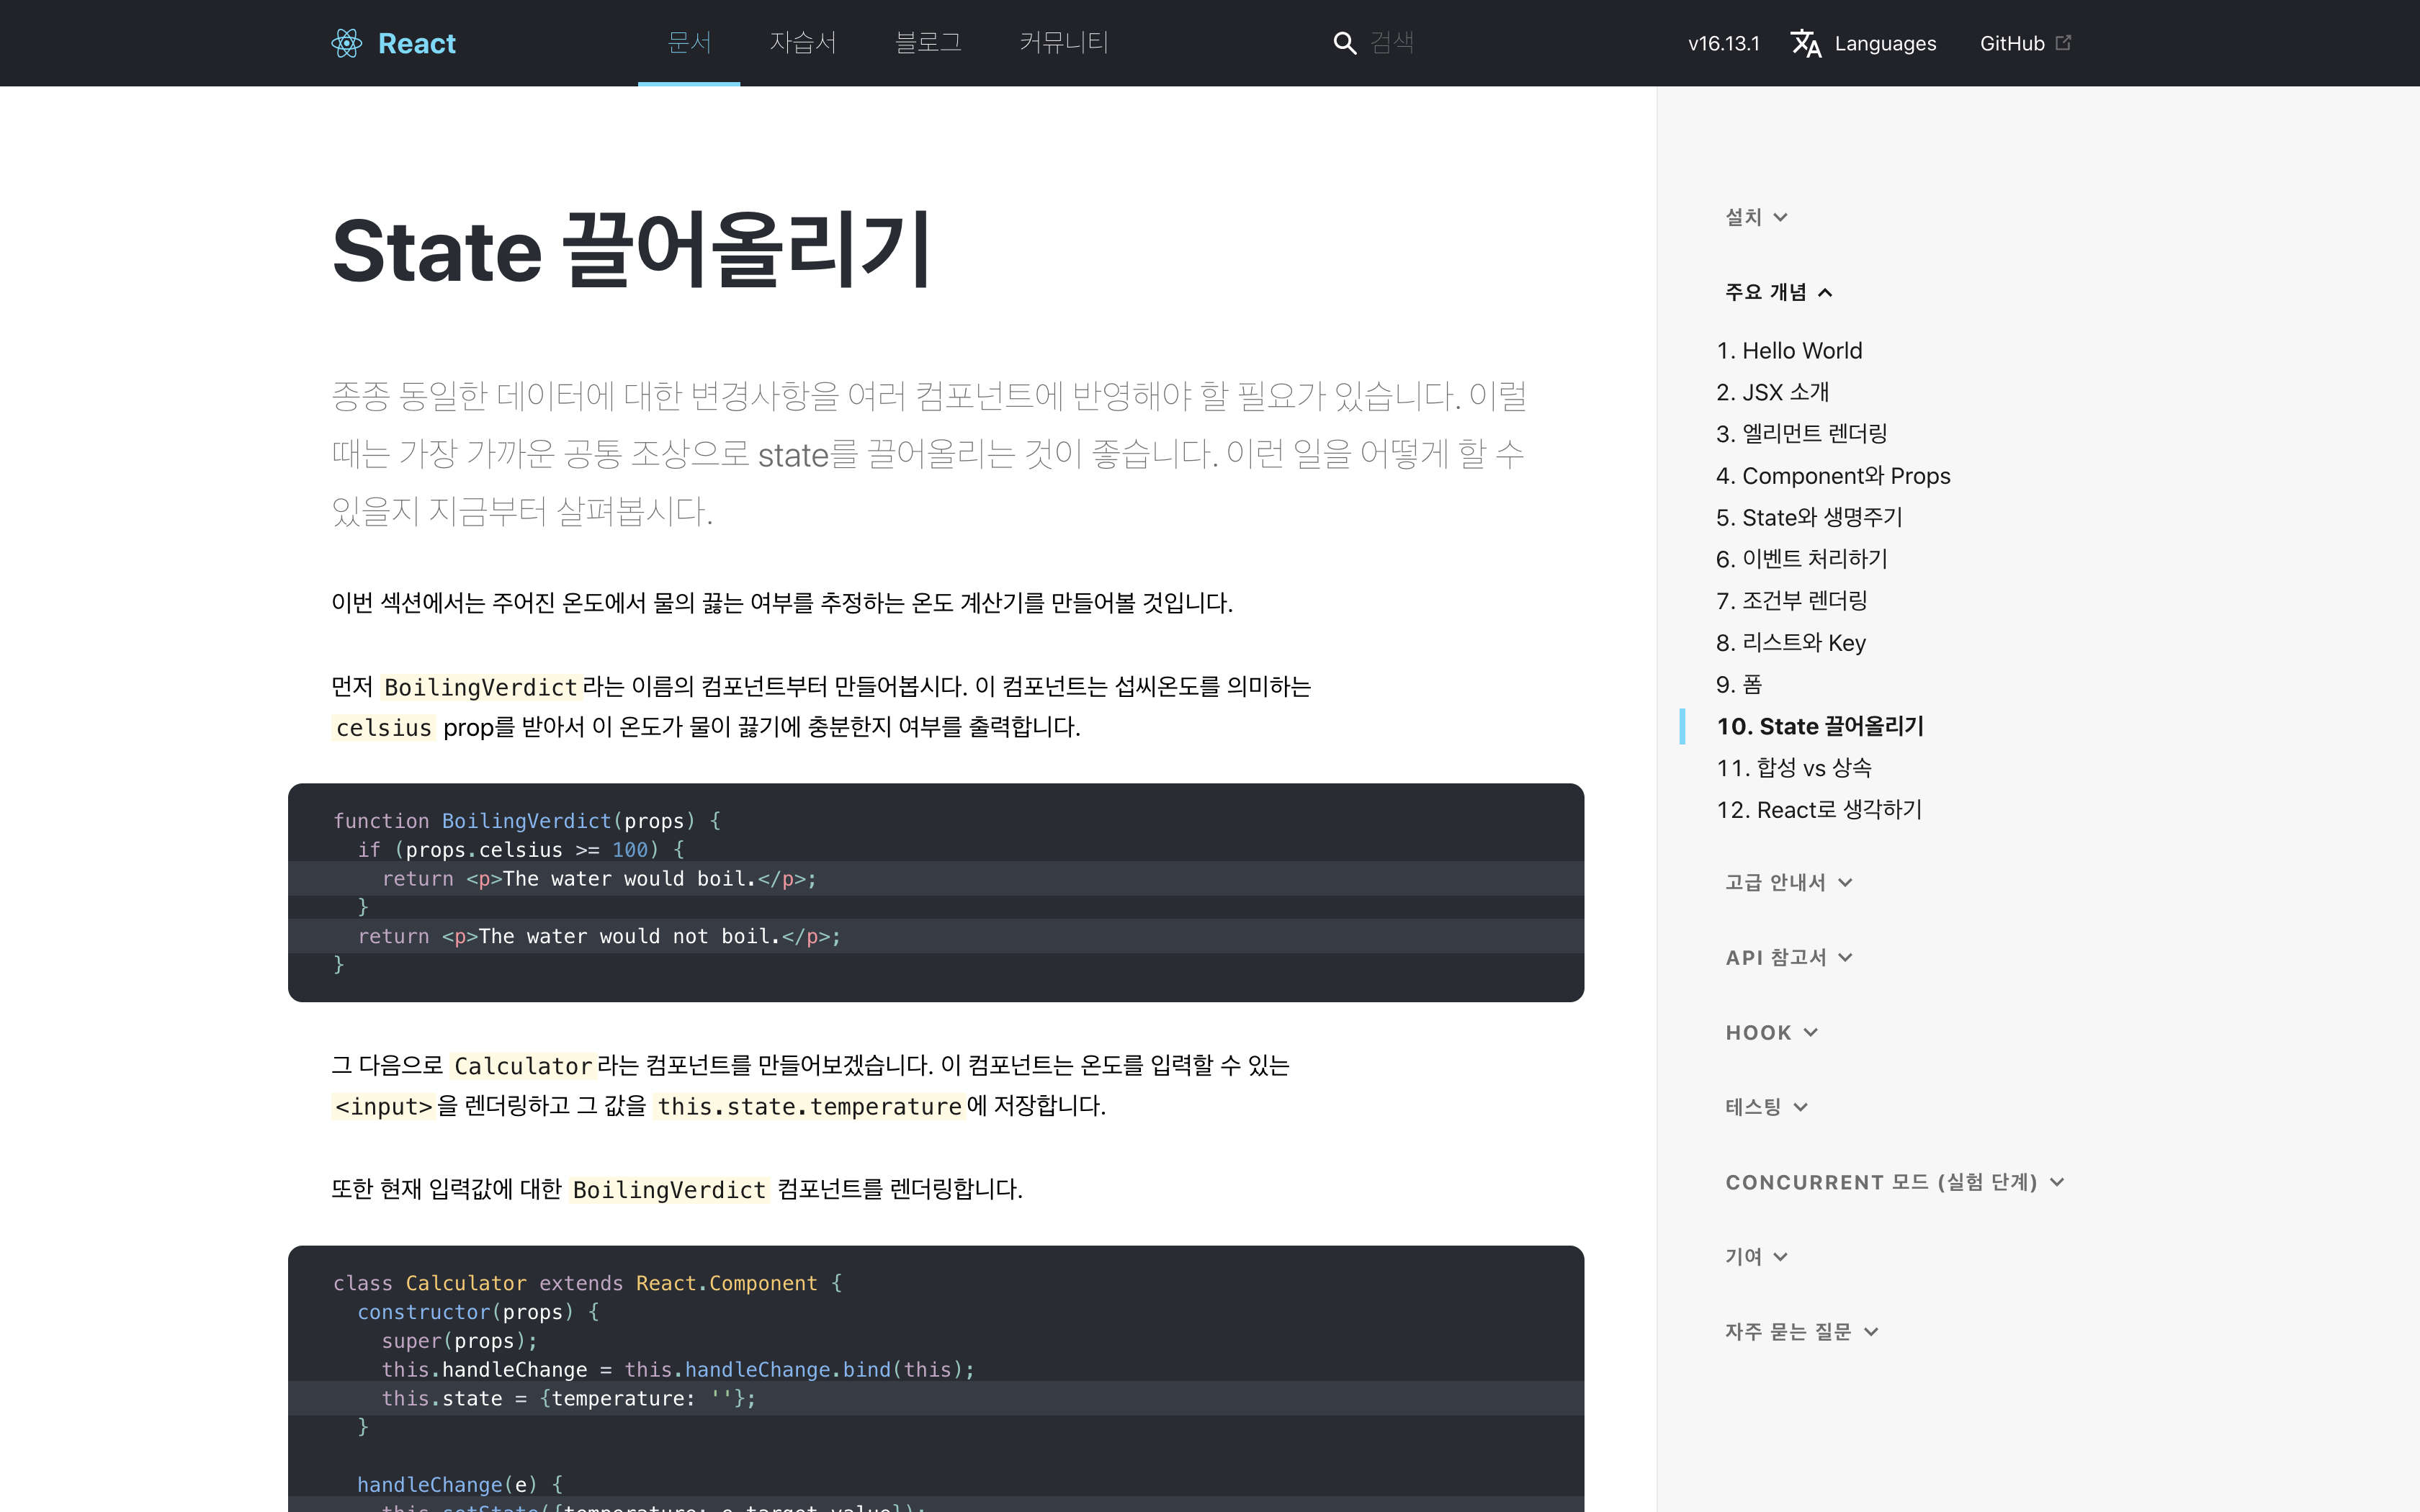 React
문서
자습서
블로그
커뮤니티
검색
v16.13.1
Languages
GitHub
State 끌어올리기
종종 동일한 데이터에 대한 변경사항을 여러 컴포넌트에 반영해야 할 필요가 있습니다. 이럴
때는 가장 가까운 공통 조상으로 state를 끌어올리는 것이 좋습니다. 이런 일을 어떻게 할 수
있을지 지금부터 살펴봅시다.
이번 섹션에서는 주어진 온도에서 물의 끓는 여부를 추정하는 온도 계산기를 만들어볼 것입니다.
먼저 BoilingVerdict라는 이름의 컴포넌트부터 만들어봅시다. 이 컴포넌트는 섭씨온도를 의미하는
celsius prop를 받아서 이 온도가 물이 끓기에 충분한지 여부를 출력합니다.
function BoilingVerdict(props) {
  if (props.celsius >= 100) {
    return <p>The water would boil.</p>;
  }
  return <p>The water would not boil.</p>;
}
그 다음으로 Calculator라는 컴포넌트를 만들어보겠습니다. 이 컴포넌트는 온도를 입력할 수 있는
<input>을 렌더링하고 그 값을 this.state.temperature에 저장합니다.
또한 현재 입력값에 대한 BoilingVerdict 컴포넌트를 렌더링합니다.
class Calculator extends React.Component {
  constructor(props) {
    super(props);
    this.handleChange = this.handleChange.bind(this);
    this.state = {temperature: ''};
  }
  handleChange(e) {
    this.setState({temperature: e.target.value});
설치
주요 개념
1. Hello World
2. JSX 소개
3. 엘리먼트 렌더링
4. Component와 Props
5. State와 생명주기
6. 이벤트 처리하기
7. 조건부 렌더링
8. 리스트와 Key
9. 폼
10. State 끌어올리기
11. 합성 vs 상속
12. React로 생각하기
고급 안내서
API 참고서
HOOK
테스팅
CONCURRENT 모드 (실험 단계)
기여
자주 묻는 질문